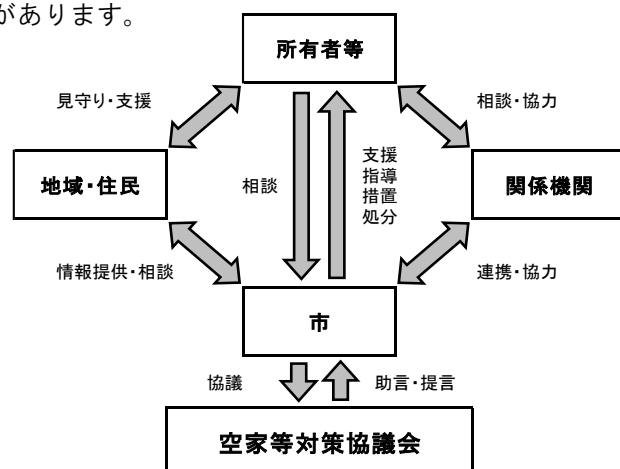 があります。
所有者等
見守り・支援
相談・協力
地域・住民
相談
支援
指導
措置
処分
関係機関
情報提供・相談
連携・協力
市
協議
助言・提言
空家等対策協議会